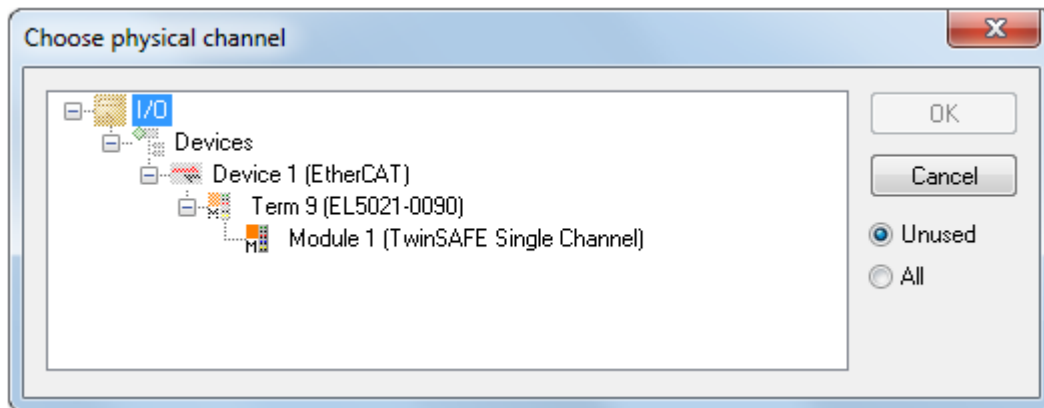 Choose physical channel
I/O
Devices
Device 1 (EtherCAT)
Term 9 (EL5021-0090)
Module 1 (TwinSAFE Single Channel)
OK
Cancel
Unused
All